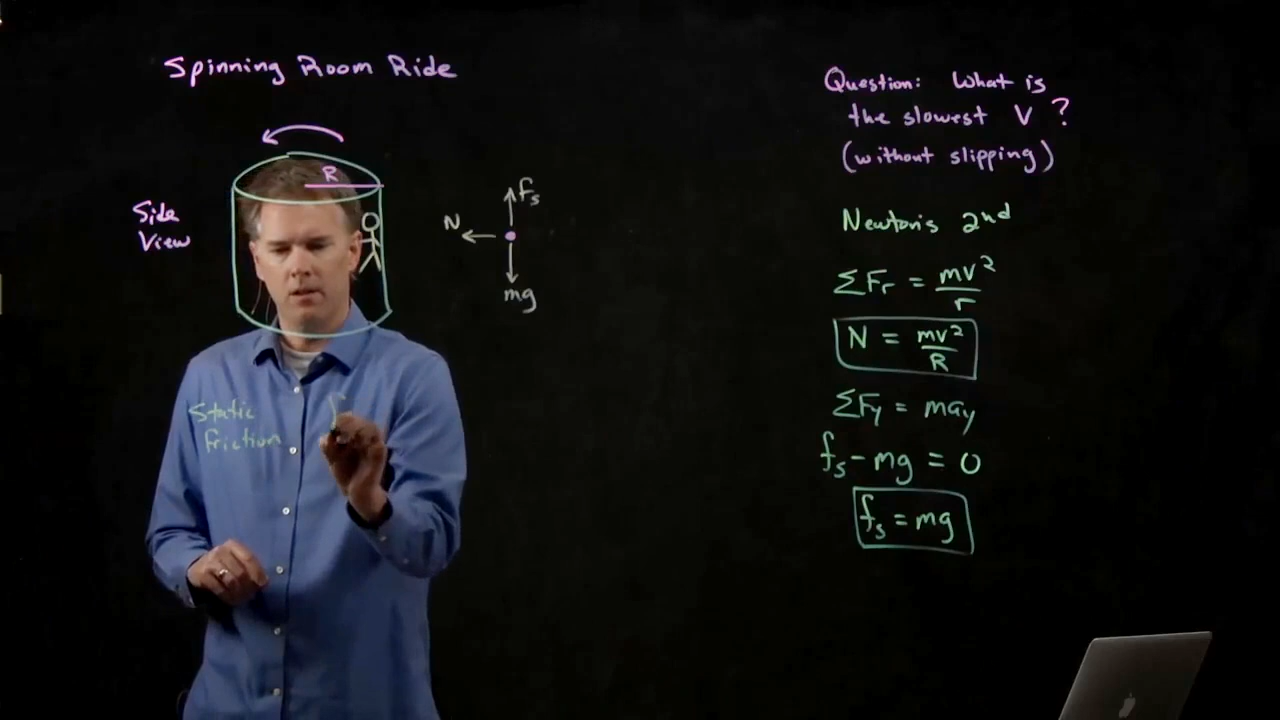 Spinning Room Ride
R
Side
View
fs
N
mg
Static
Friction
f
Question: What is
the slowest V ?
(without slipping)
Newton's 2nd
ΣFr = mv²/r
N = mv²/R
ΣFy = may
fs - mg = 0
fs = mg